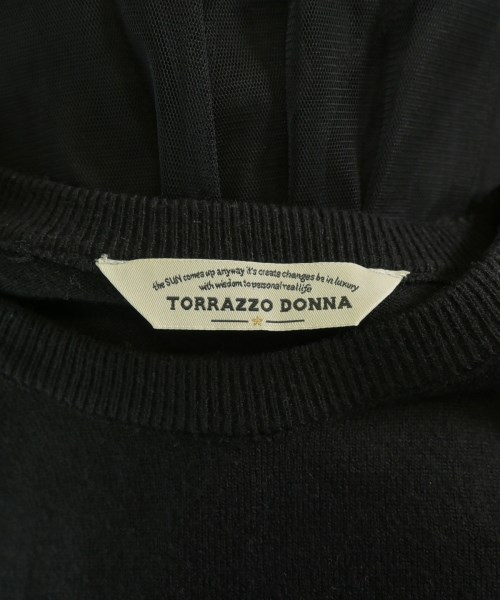 the SUN comes up anyway it's create changes be in luxury
with wisdom to personal real life
TORRAZZO DONNA